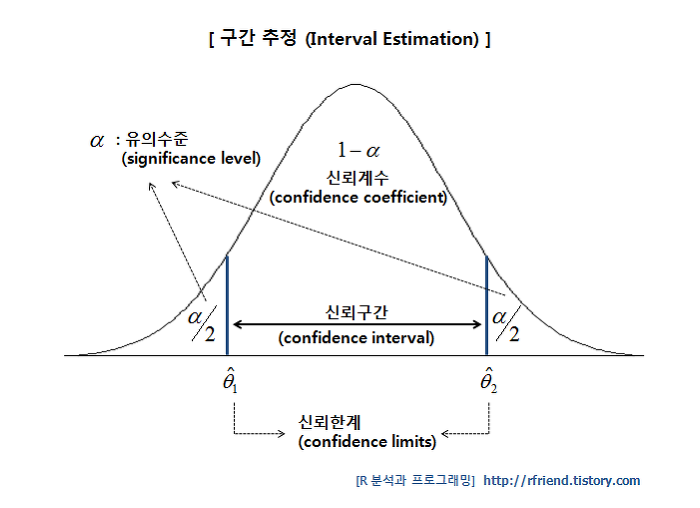 [ 구간 추정 (Interval Estimation) ]
α : 유의수준
(significance level)
1 − α
신뢰계수
(confidence coefficient)
α/2
신뢰구간
(confidence interval)
α/2
θ̂₁
θ̂₂
신뢰한계
(confidence limits)
[R 분석과 프로그래밍] http://rfriend.tistory.com